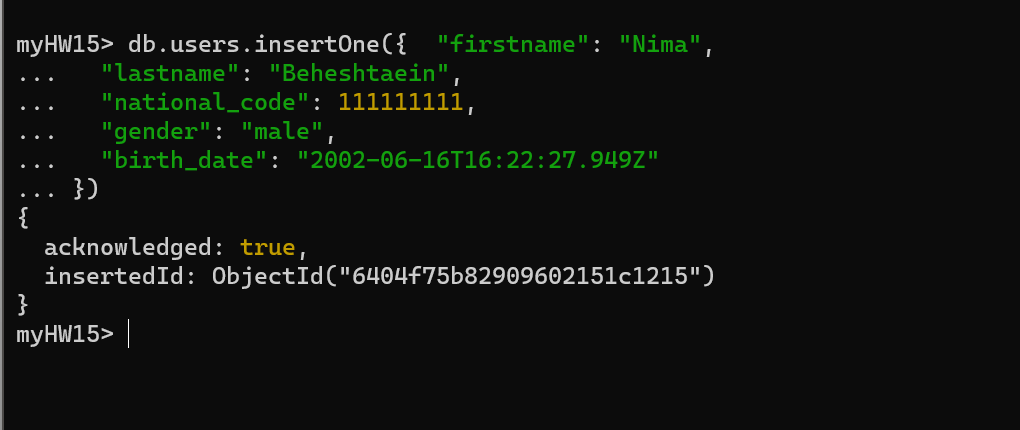 myHW15> db.users.insertOne({  "firstname": "Nima",
...   "lastname": "Beheshtaein",
...   "national_code": 111111111,
...   "gender": "male",
...   "birth_date": "2002-06-16T16:22:27.949Z"
... })
{
  acknowledged: true,
  insertedId: ObjectId("6404f75b82909602151c1215")
}
myHW15>